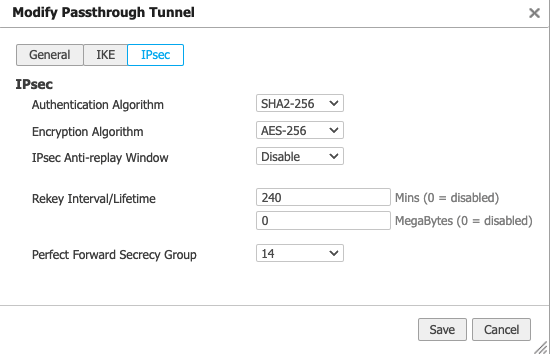 Modify Passthrough Tunnel
General IKE IPsec
IPsec
Authentication Algorithm SHA2-256
Encryption Algorithm AES-256
IPsec Anti-replay Window Disable
Rekey Interval/Lifetime 240 Mins (0 = disabled)
0 MegaBytes (0 = disabled)
Perfect Forward Secrecy Group 14
Save Cancel